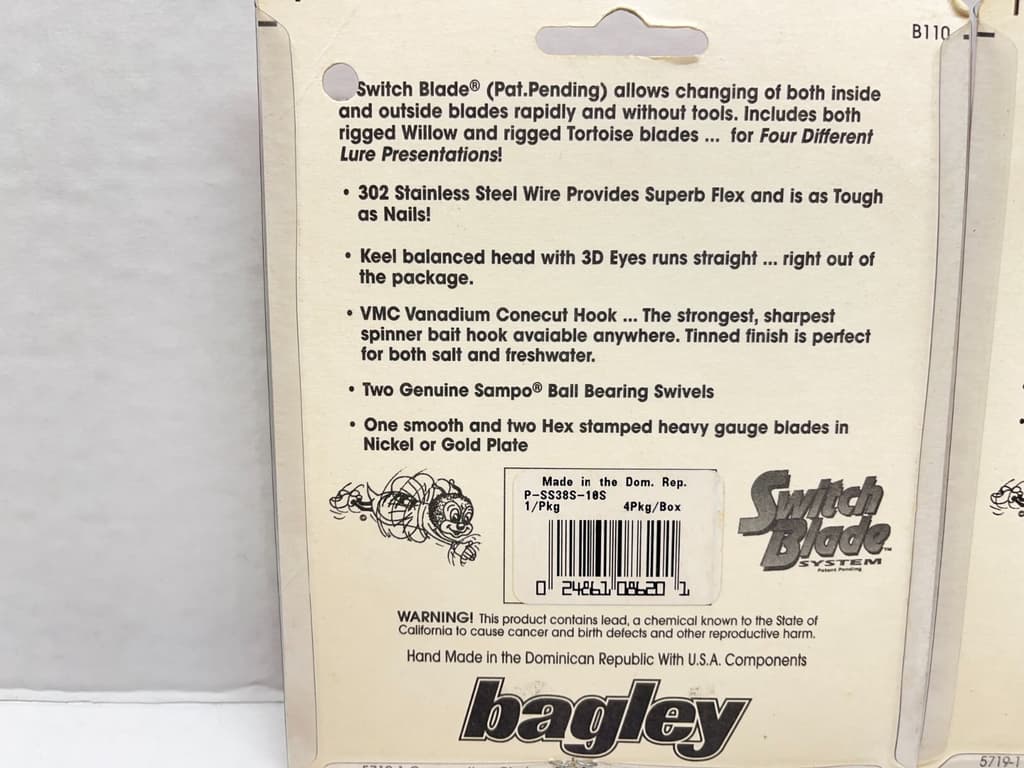 B110
Switch Blade® (Pat.Pending) allows changing of both inside
and outside blades rapidly and without tools. Includes both
rigged Willow and rigged Tortoise blades ... for Four Different
Lure Presentations!
• 302 Stainless Steel Wire Provides Superb Flex and is as Tough
as Nails!
• Keel balanced head with 3D Eyes runs straight ... right out of
the package.
• VMC Vanadium Conecut Hook ... The strongest, sharpest
spinner bait hook avaiable anywhere. Tinned finish is perfect
for both salt and freshwater.
• Two Genuine Sampo® Ball Bearing Swivels
• One smooth and two Hex stamped heavy gauge blades in
Nickel or Gold Plate
Made in the Dom. Rep.
P-SS38S-10S
1/Pkg 4Pkg/Box
0 24861 08620 1
Switch
Blade™
SYSTEM
Patent Pending
WARNING! This product contains lead, a chemical known to the State of
California to cause cancer and birth defects and other reproductive harm.
Hand Made in the Dominican Republic With U.S.A. Components
bagley
5719-1